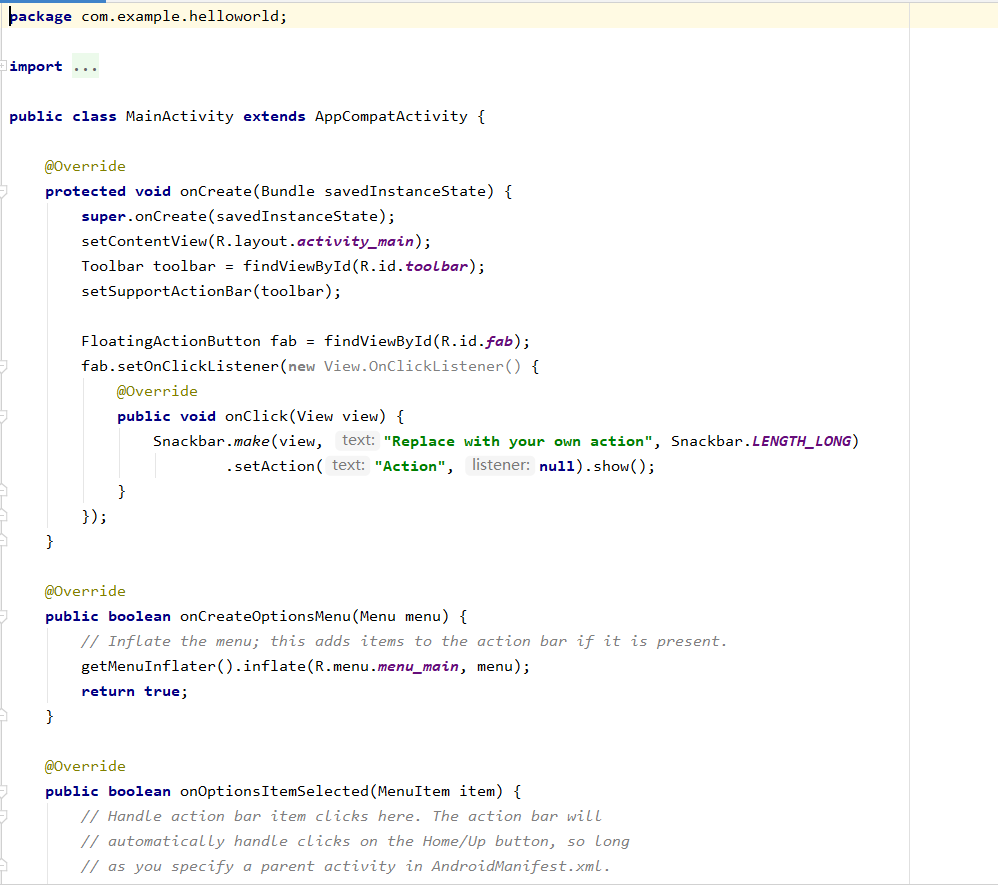 package com.example.helloworld;
import ...
public class MainActivity extends AppCompatActivity {
@Override
protected void onCreate(Bundle savedInstanceState) {
super.onCreate(savedInstanceState);
setContentView(R.layout.activity_main);
Toolbar toolbar = findViewById(R.id.toolbar);
setSupportActionBar(toolbar);
FloatingActionButton fab = findViewById(R.id.fab);
fab.setOnClickListener(new View.OnClickListener() {
@Override
public void onClick(View view) {
Snackbar.make(view, text: "Replace with your own action", Snackbar.LENGTH_LONG)
.setAction( text: "Action", listener: null).show();
}
});
}
@Override
public boolean onCreateOptionsMenu(Menu menu) {
// Inflate the menu; this adds items to the action bar if it is present.
getMenuInflater().inflate(R.menu.menu_main, menu);
return true;
}
@Override
public boolean onOptionsItemSelected(MenuItem item) {
// Handle action bar item clicks here. The action bar will
// automatically handle clicks on the Home/Up button, so long
// as you specify a parent activity in AndroidManifest.xml.